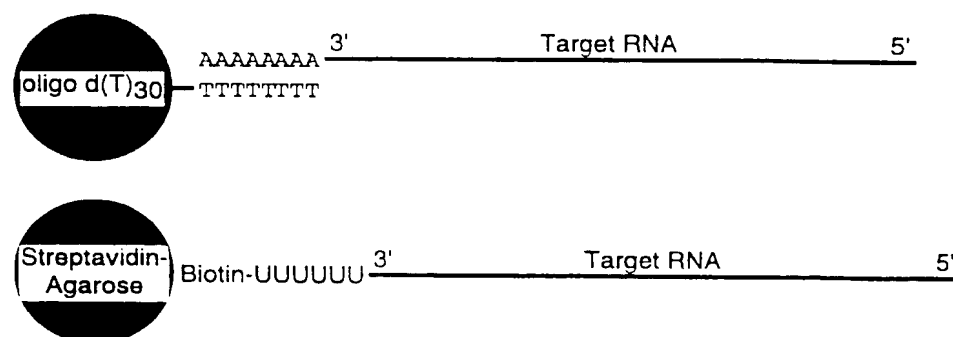 AAAAAAAA 3' Target RNA 5'
oligo d(T)30 TTTTTTTT
Streptavidin-
Agarose
Biotin-UUUUUU 3' Target RNA 5'